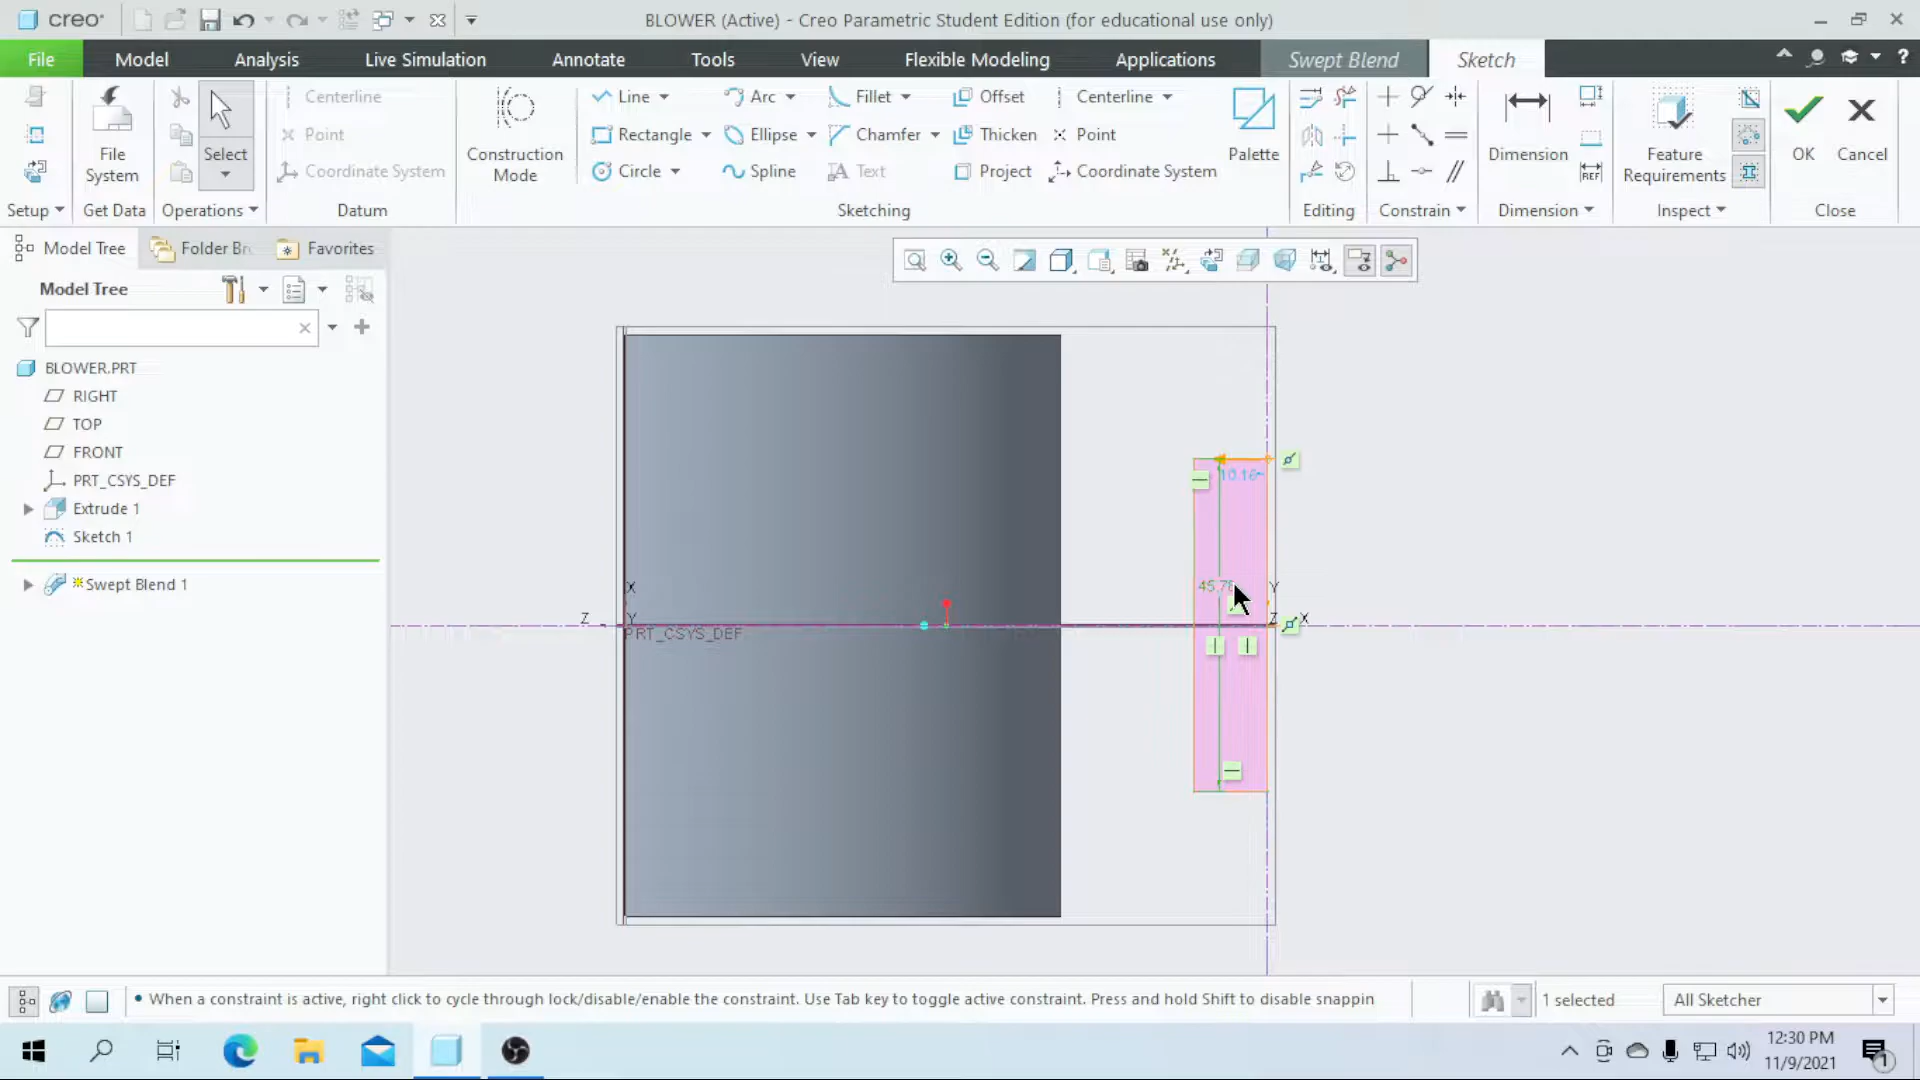 creo
BLOWER (Active) - Creo Parametric Student Edition (for educational use only)
File Model Analysis Live Simulation Annotate Tools View Flexible Modeling Applications Swept Blend Sketch
Centerline Line Arc Fillet Offset Centerline
Point Rectangle Ellipse Chamfer Thicken Point
Coordinate System Circle Spline Text Project Coordinate System
File System
Select
Construction Mode
Palette
Dimension
REF
Feature Requirements
OK
Cancel
Setup Get Data Operations Datum Sketching Editing Constrain Dimension Inspect Close
Model Tree Folder Br Favorites
Model Tree
BLOWER.PRT
RIGHT
TOP
FRONT
PRT_CSYS_DEF
Extrude 1
Sketch 1
Swept Blend 1
10.16
45.7
X
Y
Z
Y
Z X
PRT_CSYS_DEF
When a constraint is active, right click to cycle through lock/disable/enable the constraint. Use Tab key to toggle active constraint. Press and hold Shift to disable snappin
1 selected
All Sketcher
12:30 PM
11/9/2021
1